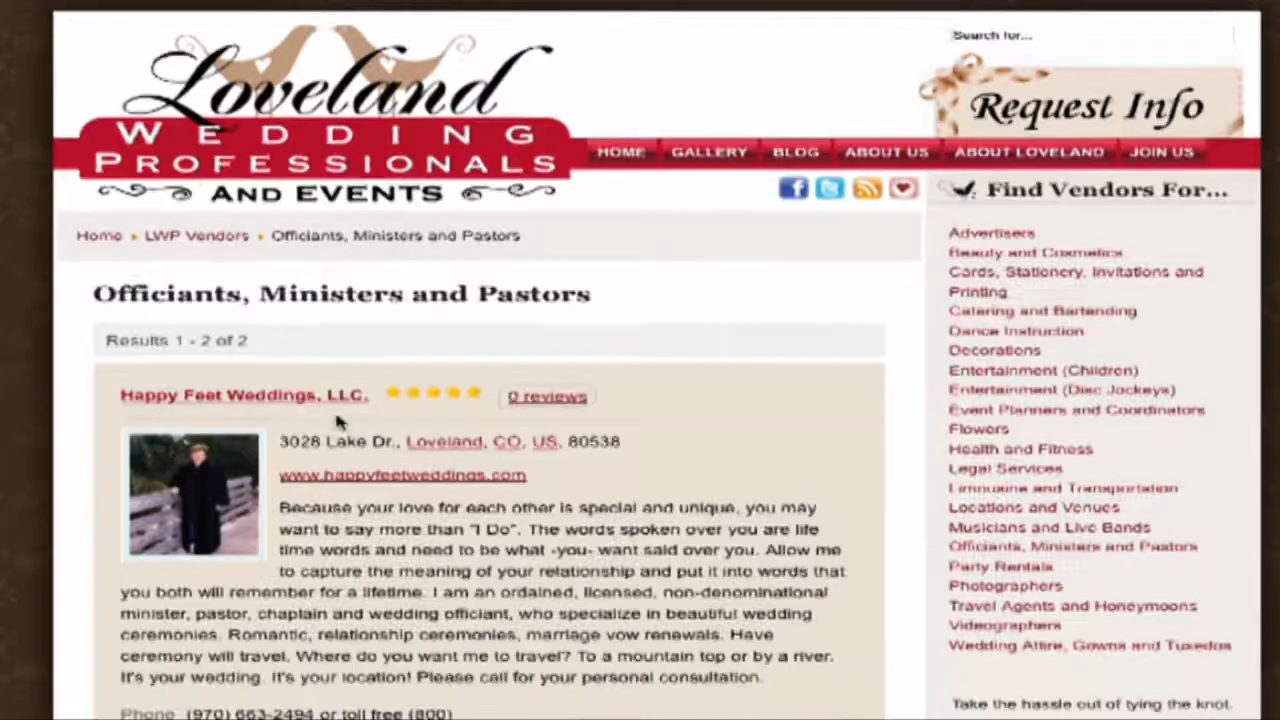 Loveland
WEDDING
PROFESSIONALS
AND EVENTS
Search for...
Request Info
HOME GALLERY BLOG ABOUT US ABOUT LOVELAND JOIN US
Home • LWP Vendors • Officiants, Ministers and Pastors
Officiants, Ministers and Pastors
Results 1 - 2 of 2
Happy Feet Weddings, LLC. 0 reviews
3028 Lake Dr., Loveland, CO, US, 80538
www.happyfeetweddings.com
Because your love for each other is special and unique, you may
want to say more than "I Do". The words spoken over you are life
time words and need to be what -you- want said over you. Allow me
to capture the meaning of your relationship and put it into words that
you both will remember for a lifetime. I am an ordained, licensed, non-denominational
minister, pastor, chaplain and wedding officiant, who specialize in beautiful wedding
ceremonies. Romantic, relationship ceremonies, marriage vow renewals. Have
ceremony will travel. Where do you want me to travel? To a mountain top or by a river.
It's your wedding. It's your location! Please call for your personal consultation.
Phone (970) 663-2494 or toll free (800)
Find Vendors For...
Advertisers
Beauty and Cosmetics
Cards, Stationery, Invitations and
Printing
Catering and Bartending
Dance Instruction
Decorations
Entertainment (Children)
Entertainment (Disc Jockeys)
Event Planners and Coordinators
Flowers
Health and Fitness
Legal Services
Limousine and Transportation
Locations and Venues
Musicians and Live Bands
Officiants, Ministers and Pastors
Party Rentals
Photographers
Travel Agents and Honeymoons
Videographers
Wedding Attire, Gowns and Tuxedos
Take the hassle out of tying the knot.